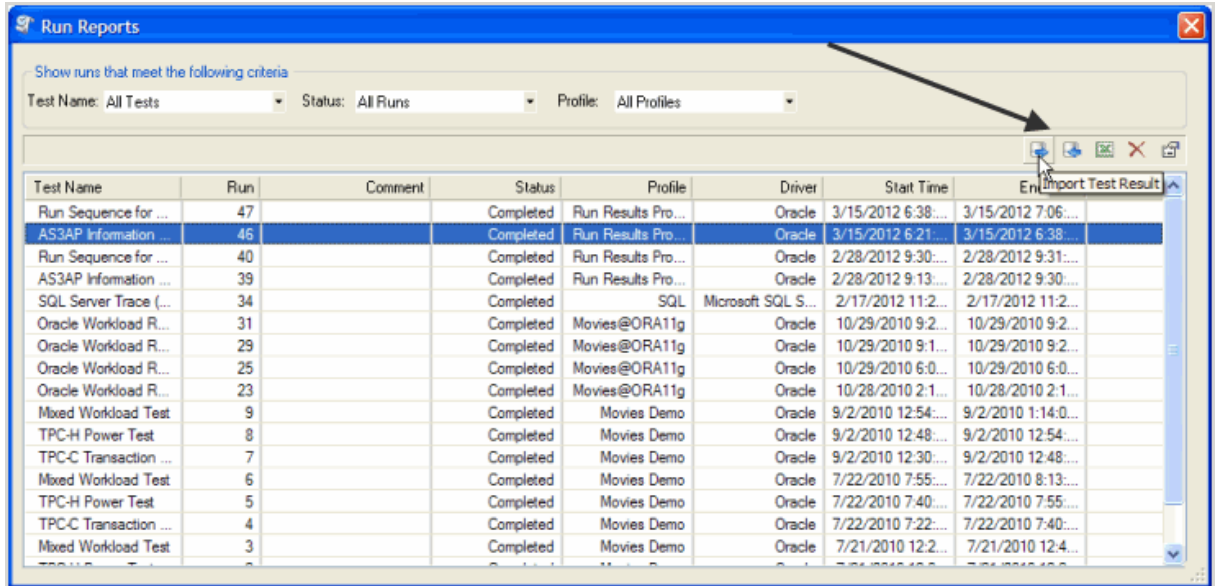 Run Reports
Show runs that meet the following criteria
Test Name: All Tests Status: All Runs Profile: All Profiles
Import Test Result
Test Name Run Comment Status Profile Driver Start Time
Run Sequence for ... 47 Completed Run Results Pro... Oracle 3/15/2012 6:38:... 3/15/2012 7:06:...
AS3AP Information ... 46 Completed Run Results Pro... Oracle 3/15/2012 6:21:... 3/15/2012 6:38:...
Run Sequence for ... 40 Completed Run Results Pro... Oracle 2/28/2012 9:30:... 2/28/2012 9:31:...
AS3AP Information ... 39 Completed Run Results Pro... Oracle 2/28/2012 9:13:... 2/28/2012 9:30:...
SQL Server Trace (... 34 Completed SQL Microsoft SQL S... 2/17/2012 11:2... 2/17/2012 11:2...
Oracle Workload R... 31 Completed Movies@ORA11g Oracle 10/29/2010 9:2... 10/29/2010 9:2...
Oracle Workload R... 29 Completed Movies@ORA11g Oracle 10/29/2010 9:1... 10/29/2010 9:2...
Oracle Workload R... 25 Completed Movies@ORA11g Oracle 10/29/2010 6:0... 10/29/2010 6:0...
Oracle Workload R... 23 Completed Movies@ORA11g Oracle 10/28/2010 2:1... 10/28/2010 2:1...
Mixed Workload Test 9 Completed Movies Demo Oracle 9/2/2010 12:54:... 9/2/2010 1:14:0...
TPC-H Power Test 8 Completed Movies Demo Oracle 9/2/2010 12:48:... 9/2/2010 12:54:...
TPC-C Transaction ... 7 Completed Movies Demo Oracle 9/2/2010 12:30:... 9/2/2010 12:48:...
Mixed Workload Test 6 Completed Movies Demo Oracle 7/22/2010 7:55:... 7/22/2010 8:13:...
TPC-H Power Test 5 Completed Movies Demo Oracle 7/22/2010 7:40:... 7/22/2010 7:55:...
TPC-C Transaction ... 4 Completed Movies Demo Oracle 7/22/2010 7:22:... 7/22/2010 7:40:...
Mixed Workload Test 3 Completed Movies Demo Oracle 7/21/2010 12:2... 7/21/2010 12:4...